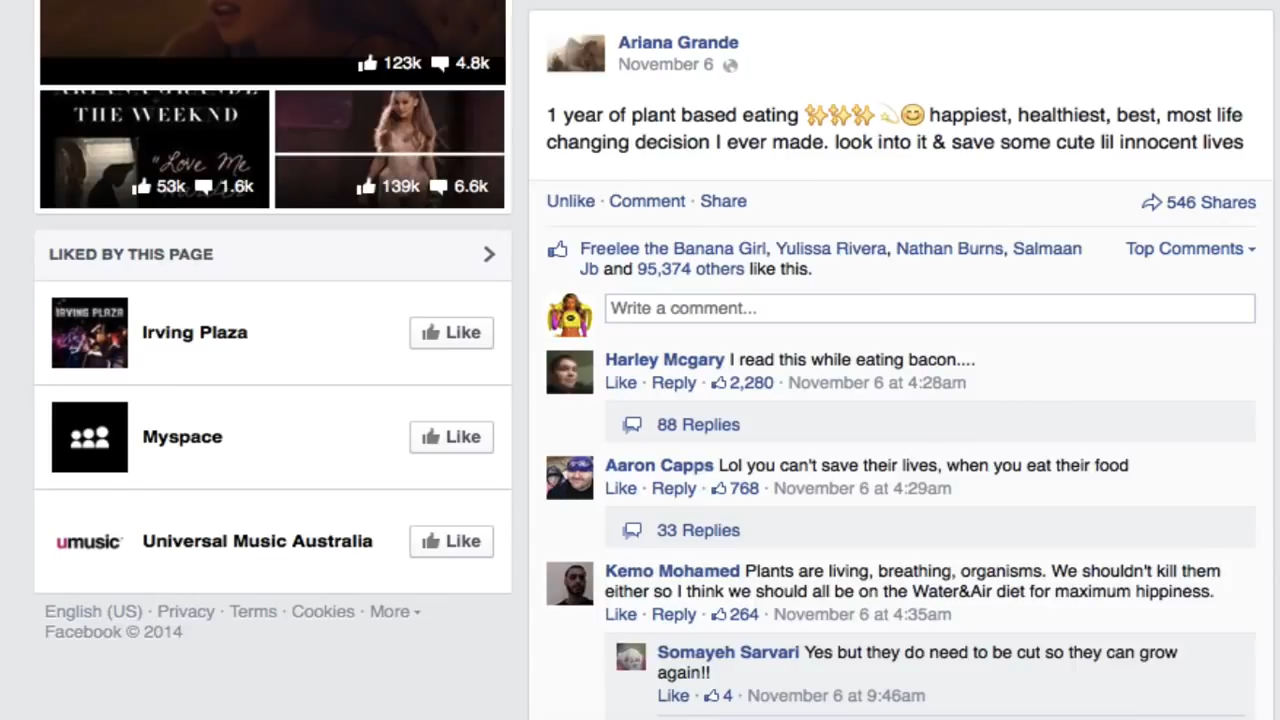 123k 4.8k
ARIANA GRANDE
THE WEEKND
"Love Me
53k 1.6k
139k 6.6k
LIKED BY THIS PAGE
IRVING PLAZA
Irving Plaza
Like
Myspace
Like
umusic
Universal Music Australia
Like
English (US) · Privacy · Terms · Cookies · More
Facebook © 2014
Ariana Grande
November 6
1 year of plant based eating ✨✨✨💫😊 happiest, healthiest, best, most life
changing decision I ever made. look into it & save some cute lil innocent lives
Unlike · Comment · Share
546 Shares
Freelee the Banana Girl, Yulissa Rivera, Nathan Burns, Salmaan
Jb and 95,374 others like this.
Top Comments
Write a comment...
Harley Mcgary I read this while eating bacon....
Like · Reply · 2,280 · November 6 at 4:28am
88 Replies
Aaron Capps Lol you can't save their lives, when you eat their food
Like · Reply · 768 · November 6 at 4:29am
33 Replies
Kemo Mohamed Plants are living, breathing, organisms. We shouldn't kill them
either so I think we should all be on the Water&Air diet for maximum hippiness.
Like · Reply · 264 · November 6 at 4:35am
Somayeh Sarvari Yes but they do need to be cut so they can grow
again!!
Like · 4 · November 6 at 9:46am